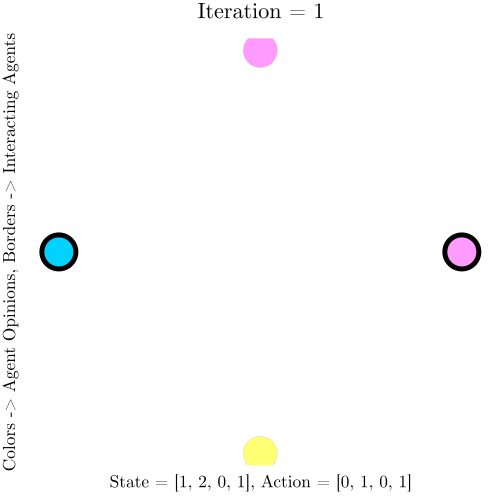 Iteration = 1
Colors -> Agent Opinions, Borders -> Interacting Agents
State = [1, 2, 0, 1], Action = [0, 1, 0, 1]